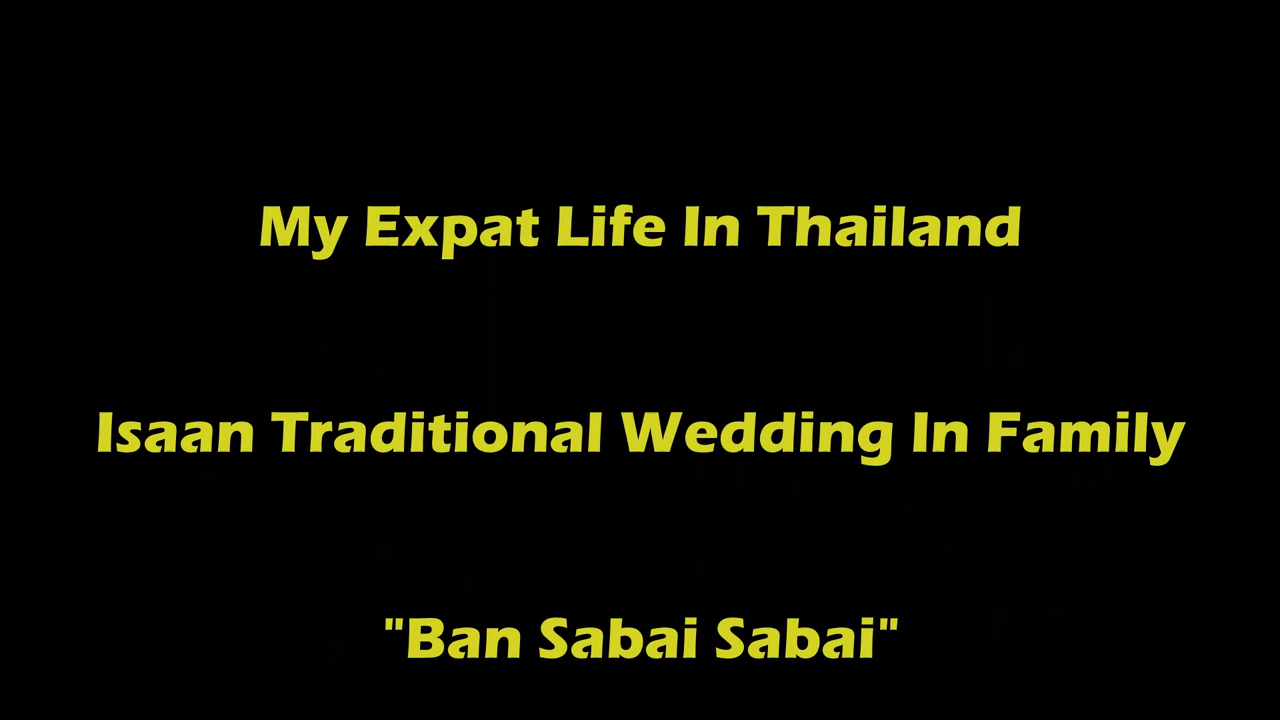 My Expat Life In Thailand
Isaan Traditional Wedding In Family
"Ban Sabai Sabai"